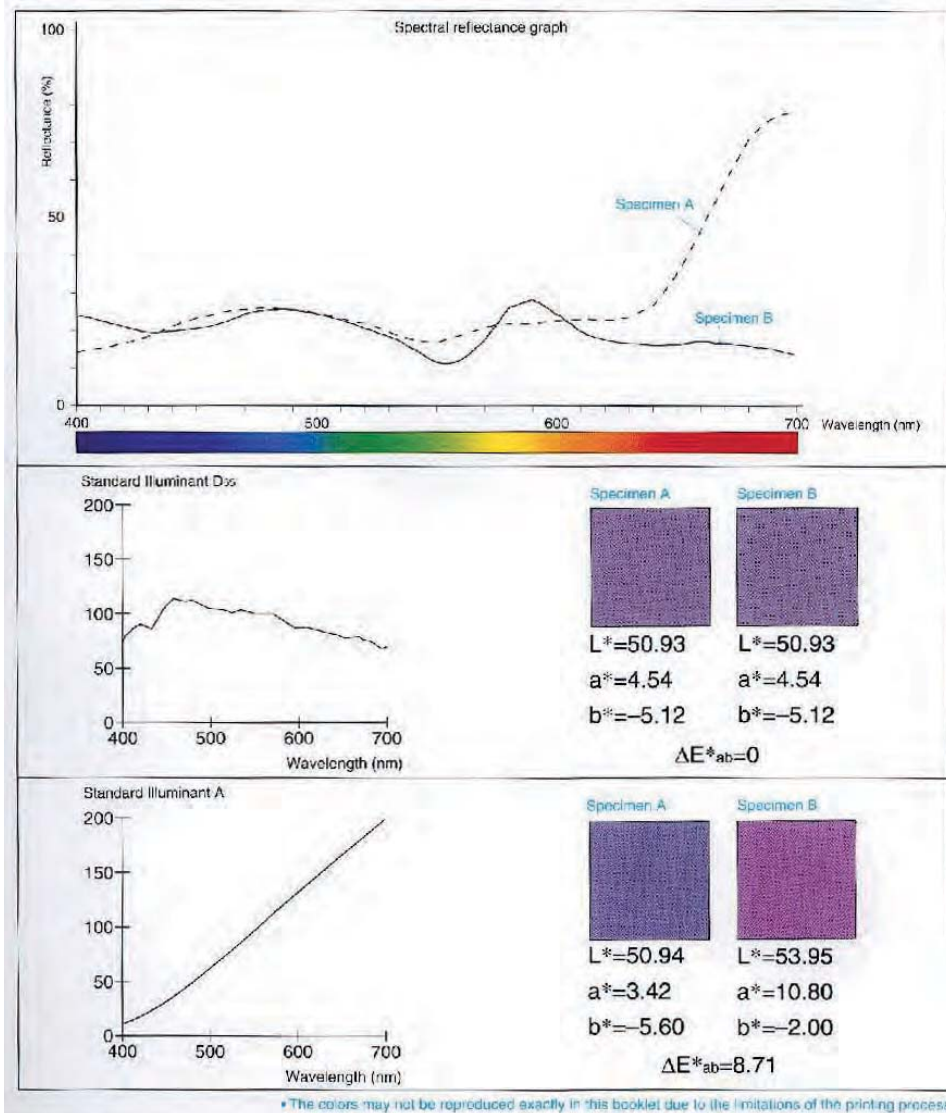 Spectral reflectance graph
100
50
0
Reflectance (%)
Specimen A
Specimen B
400
500
600
700
Wavelength (nm)
Standard Illuminant D65
200
150
100
50
0
400
500
600
700
Wavelength (nm)
Specimen A
Specimen B
L*=50.93
L*=50.93
a*=4.54
a*=4.54
b*=–5.12
b*=–5.12
ΔE*ab=0
Standard Illuminant A
200
150
100
50
0
400
500
600
700
Wavelength (nm)
Specimen A
Specimen B
L*=50.94
L*=53.95
a*=3.42
a*=10.80
b*=–5.60
b*=–2.00
ΔE*ab=8.71
• The colors may not be reproduced exactly in this booklet due to the limitations of the printing proces